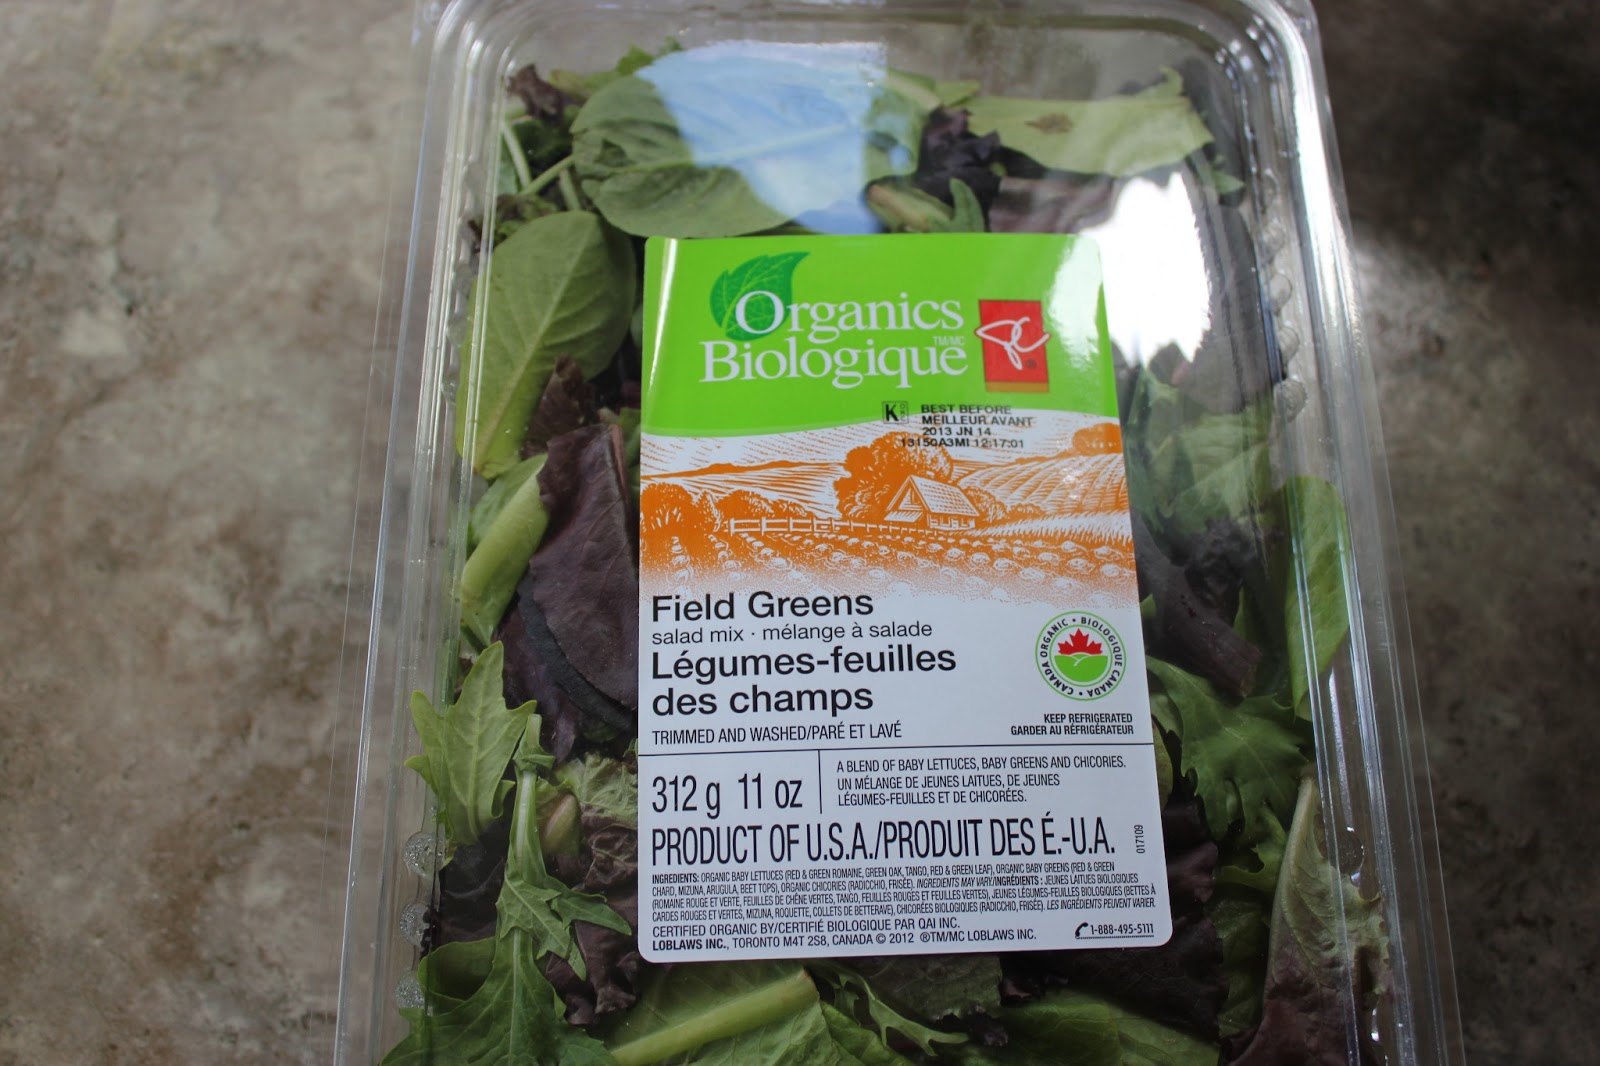 Organics
Biologique TM/MC
PC ®
K
BEST BEFORE
MEILLEUR AVANT
2013 JN 14
13150A3MI 12:17:01
Field Greens
salad mix · mélange à salade
Légumes-feuilles
des champs
TRIMMED AND WASHED/PARÉ ET LAVÉ
CANADA ORGANIC • BIOLOGIQUE CANADA •
KEEP REFRIGERATED
GARDER AU RÉFRIGÉRATEUR
312 g 11 oz
A BLEND OF BABY LETTUCES, BABY GREENS AND CHICORIES.
UN MÉLANGE DE JEUNES LAITUES, DE JEUNES
LÉGUMES-FEUILLES ET DE CHICORÉES.
PRODUCT OF U.S.A./PRODUIT DES É.-U.A.
017109
INGREDIENTS: ORGANIC BABY LETTUCES (RED & GREEN ROMAINE, GREEN OAK, TANGO, RED & GREEN LEAF), ORGANIC BABY GREENS (RED & GREEN
CHARD, MIZUNA, ARUGULA, BEET TOPS), ORGANIC CHICORIES (RADICCHIO, FRISÉE). INGREDIENTS MAY VARY/INGRÉDIENTS : JEUNES LAITUES BIOLOGIQUES
(ROMAINE ROUGE ET VERTE, FEUILLES DE CHÊNE VERTES, TANGO, FEUILLES ROUGES ET FEUILLES VERTES), JEUNES LÉGUMES-FEUILLES BIOLOGIQUES (BETTES À
CARDES ROUGES ET VERTES, MIZUNA, ROQUETTE, COLLETS DE BETTERAVE), CHICORÉES BIOLOGIQUES (RADICCHIO, FRISÉE). LES INGRÉDIENTS PEUVENT VARIER.
CERTIFIED ORGANIC BY/CERTIFIÉ BIOLOGIQUE PAR QAI INC.
LOBLAWS INC., TORONTO M4T 2S8, CANADA © 2012 ®TM/MC LOBLAWS INC.
1-888-495-5111